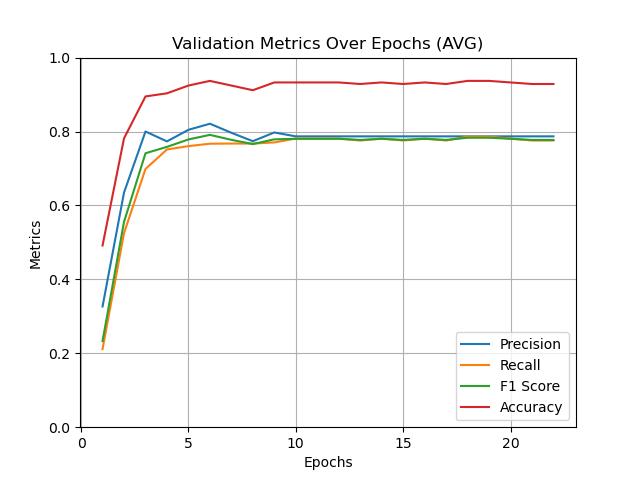 Validation Metrics Over Epochs (AVG)
1.0
0.8
0.6
0.4
0.2
0.0
Metrics
0
5
10
15
20
Epochs
Precision
Recall
F1 Score
Accuracy